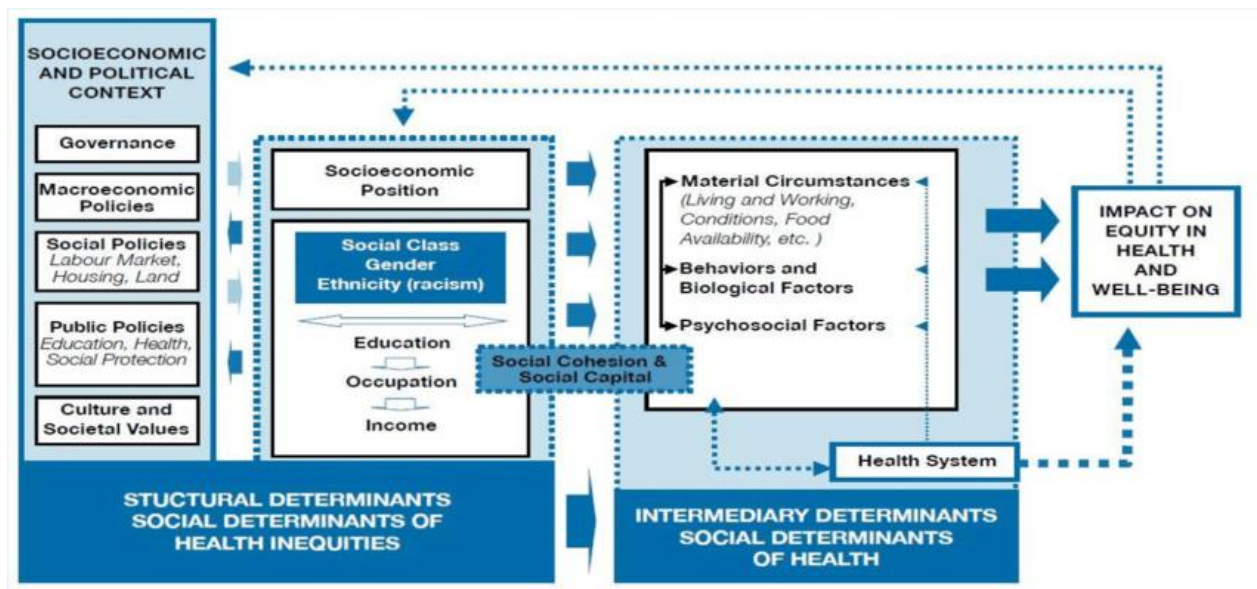 SOCIOECONOMIC
AND POLITICAL
CONTEXT
Governance
Macroeconomic
Policies
Social Policies
Labour Market,
Housing, Land
Public Policies
Education, Health,
Social Protection
Culture and
Societal Values
Socioeconomic
Position
Social Class
Gender
Ethnicity (racism)
Education
Occupation
Income
Social Cohesion &
Social Capital
Material Circumstances
(Living and Working,
Conditions, Food
Availability, etc. )
Behaviors and
Biological Factors
Psychosocial Factors
Health System
IMPACT ON
EQUITY IN
HEALTH
AND
WELL-BEING
STUCTURAL DETERMINANTS
SOCIAL DETERMINANTS OF
HEALTH INEQUITIES
INTERMEDIARY DETERMINANTS
SOCIAL DETERMINANTS
OF HEALTH